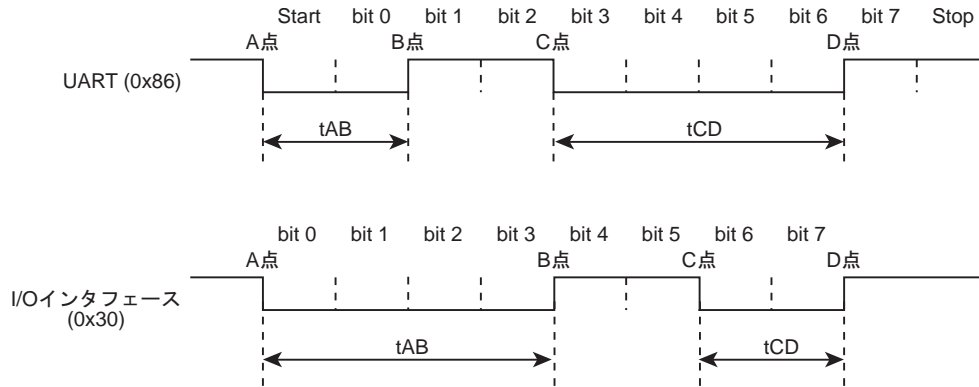 Start bit 0 bit 1 bit 2 bit 3 bit 4 bit 5 bit 6 bit 7 Stop
A点 B点 C点 D点
UART (0x86)
tAB tCD
bit 0 bit 1 bit 2 bit 3 bit 4 bit 5 bit 6 bit 7
A点 B点 C点 D点
I/Oインタフェース
(0x30)
tAB tCD